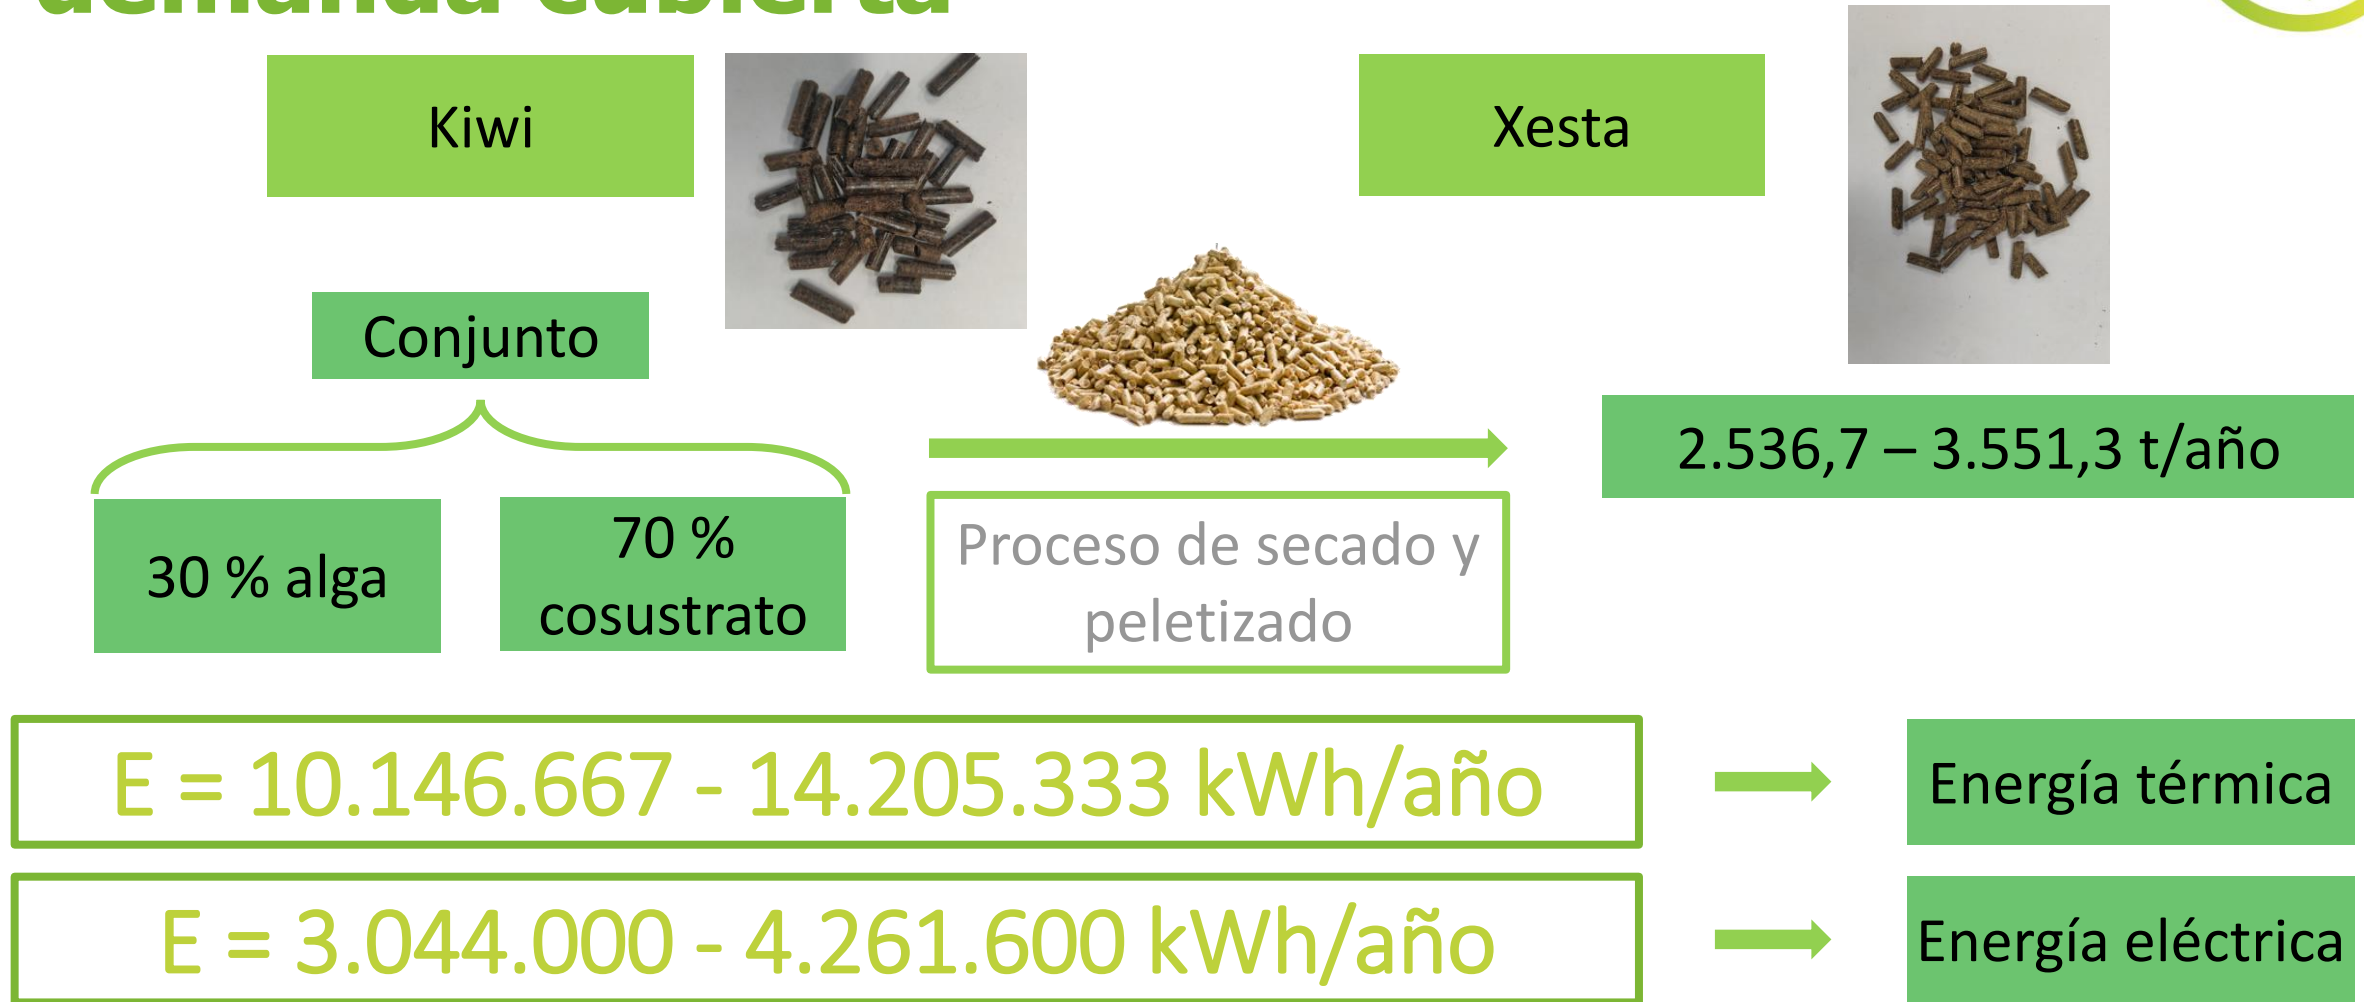 demanda cubierta
Kiwi
Xesta
Conjunto
2.536,7 – 3.551,3 t/año
30 % alga
70 %
cosustrato
Proceso de secado y
peletizado
E = 10.146.667 - 14.205.333 kWh/año
Energía térmica
E = 3.044.000 - 4.261.600 kWh/año
Energía eléctrica